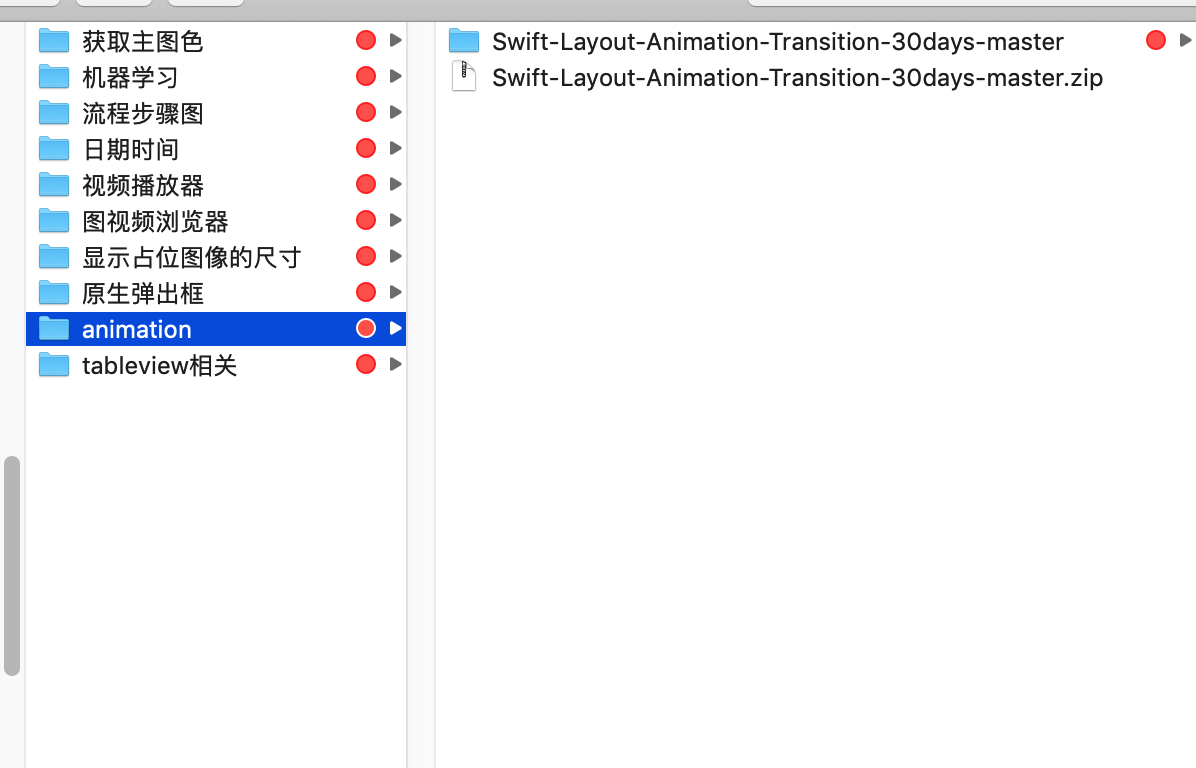 获取主图色
机器学习
流程步骤图
日期时间
视频播放器
图视频浏览器
显示占位图像的尺寸
原生弹出框
animation
tableview相关
Swift-Layout-Animation-Transition-30days-master
Swift-Layout-Animation-Transition-30days-master.zip